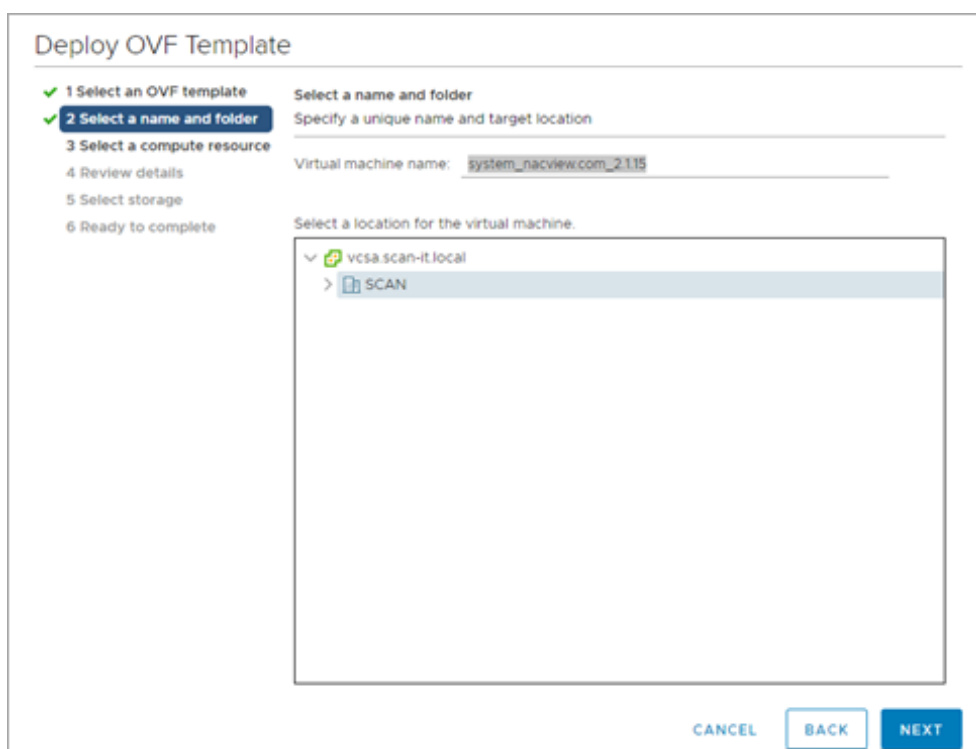 Deploy OVF Template
1 Select an OVF template
2 Select a name and folder
3 Select a compute resource
4 Review details
5 Select storage
6 Ready to complete
Select a name and folder
Specify a unique name and target location
Virtual machine name: system_nacview.com_2.1.15
Select a location for the virtual machine.
vcsa.scan-it.local
SCAN
CANCEL BACK NEXT